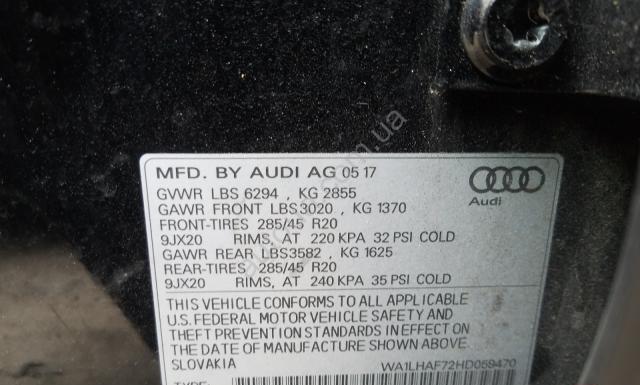 MFD. BY AUDI AG 05 17
GVWR LBS 6294 , KG 2855
GAWR FRONT LBS3020 , KG 1370
FRONT-TIRES 285/45 R20
9JX20 RIMS, AT 220 KPA 32 PSI COLD
GAWR REAR LBS3582 , KG 1625
REAR-TIRES 285/45 R20
9JX20 RIMS, AT 240 KPA 35 PSI COLD
THIS VEHICLE CONFORMS TO ALL APPLICABLE
U.S. FEDERAL MOTOR VEHICLE SAFETY AND
THEFT PREVENTION STANDARDS IN EFFECT ON
THE DATE OF MANUFACTURE SHOWN ABOVE.
SLOVAKIA WA1LHAF72HD059470
TYPE:
Audi